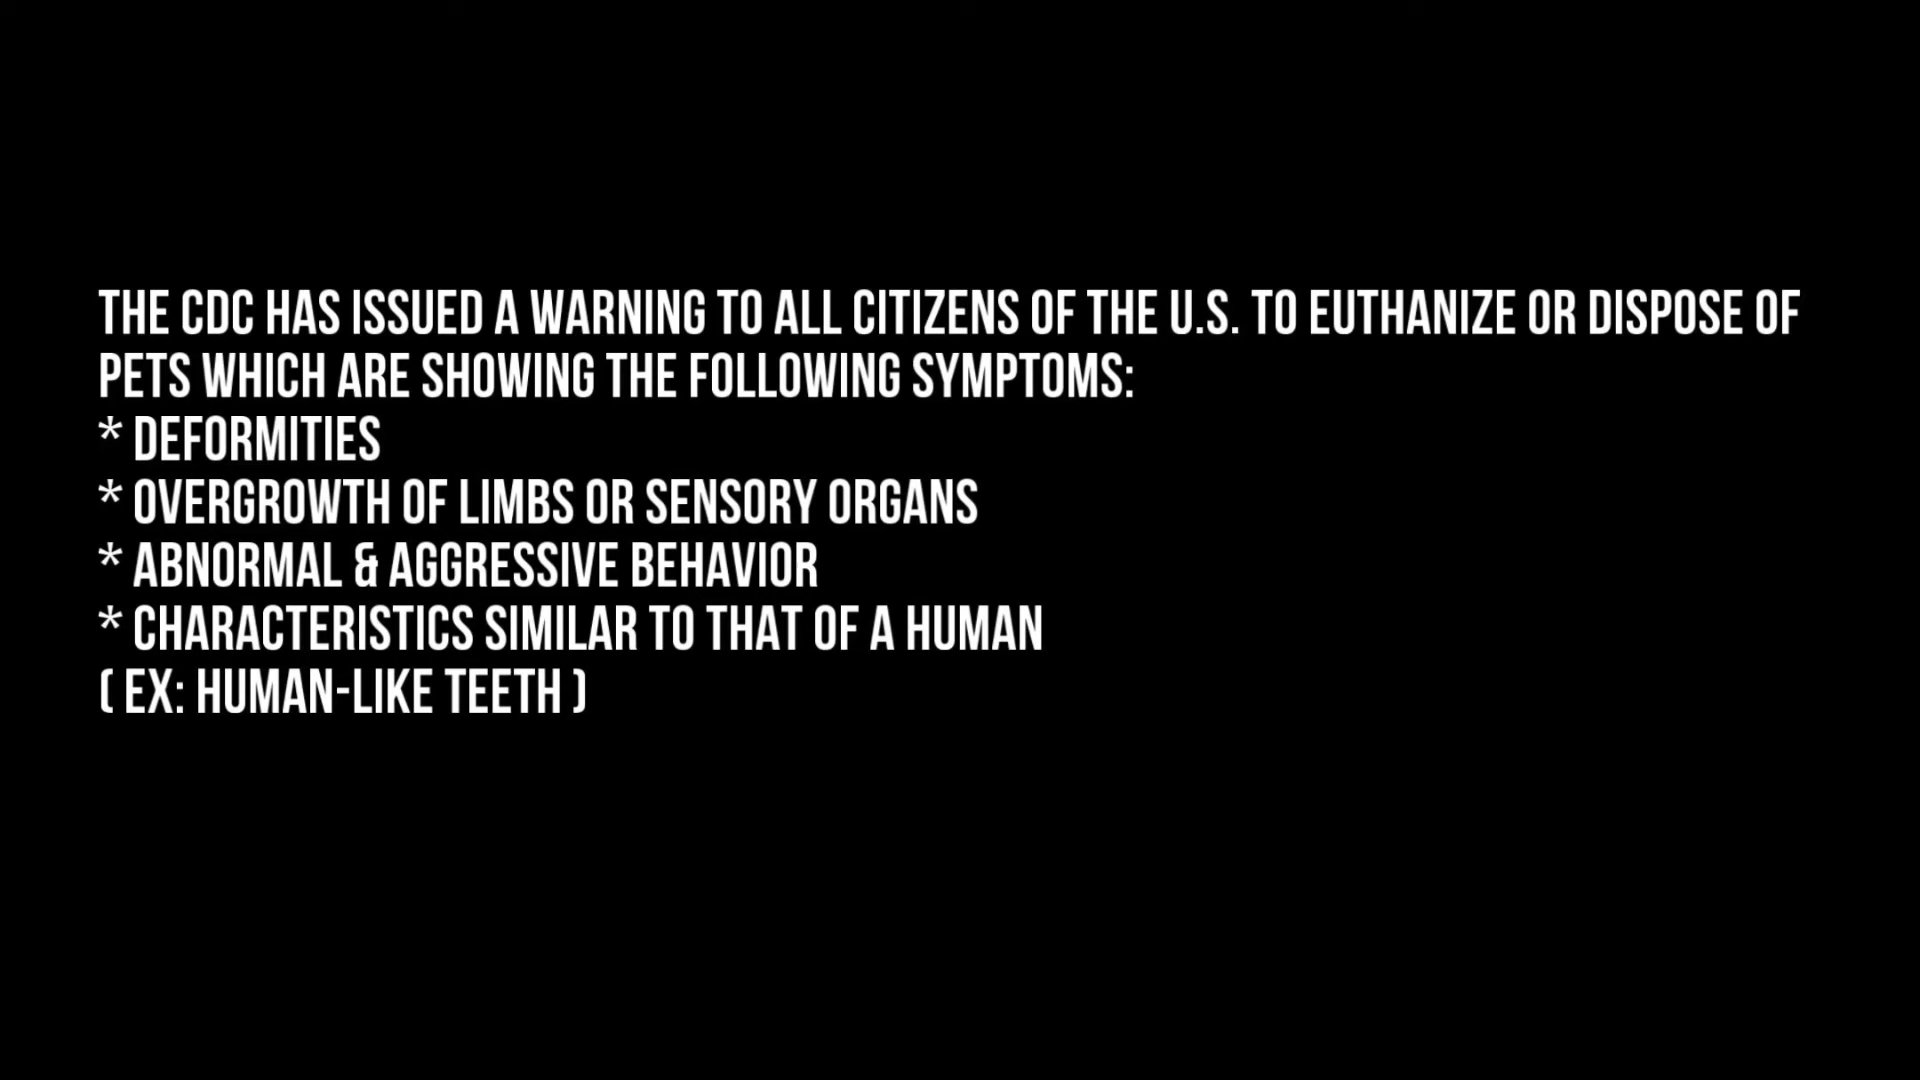 THE CDC HAS ISSUED A WARNING TO ALL CITIZENS OF THE U.S. TO EUTHANIZE OR DISPOSE OF
PETS WHICH ARE SHOWING THE FOLLOWING SYMPTOMS:
* DEFORMITIES
* OVERGROWTH OF LIMBS OR SENSORY ORGANS
* ABNORMAL & AGGRESSIVE BEHAVIOR
* CHARACTERISTICS SIMILAR TO THAT OF A HUMAN
( EX: HUMAN-LIKE TEETH )